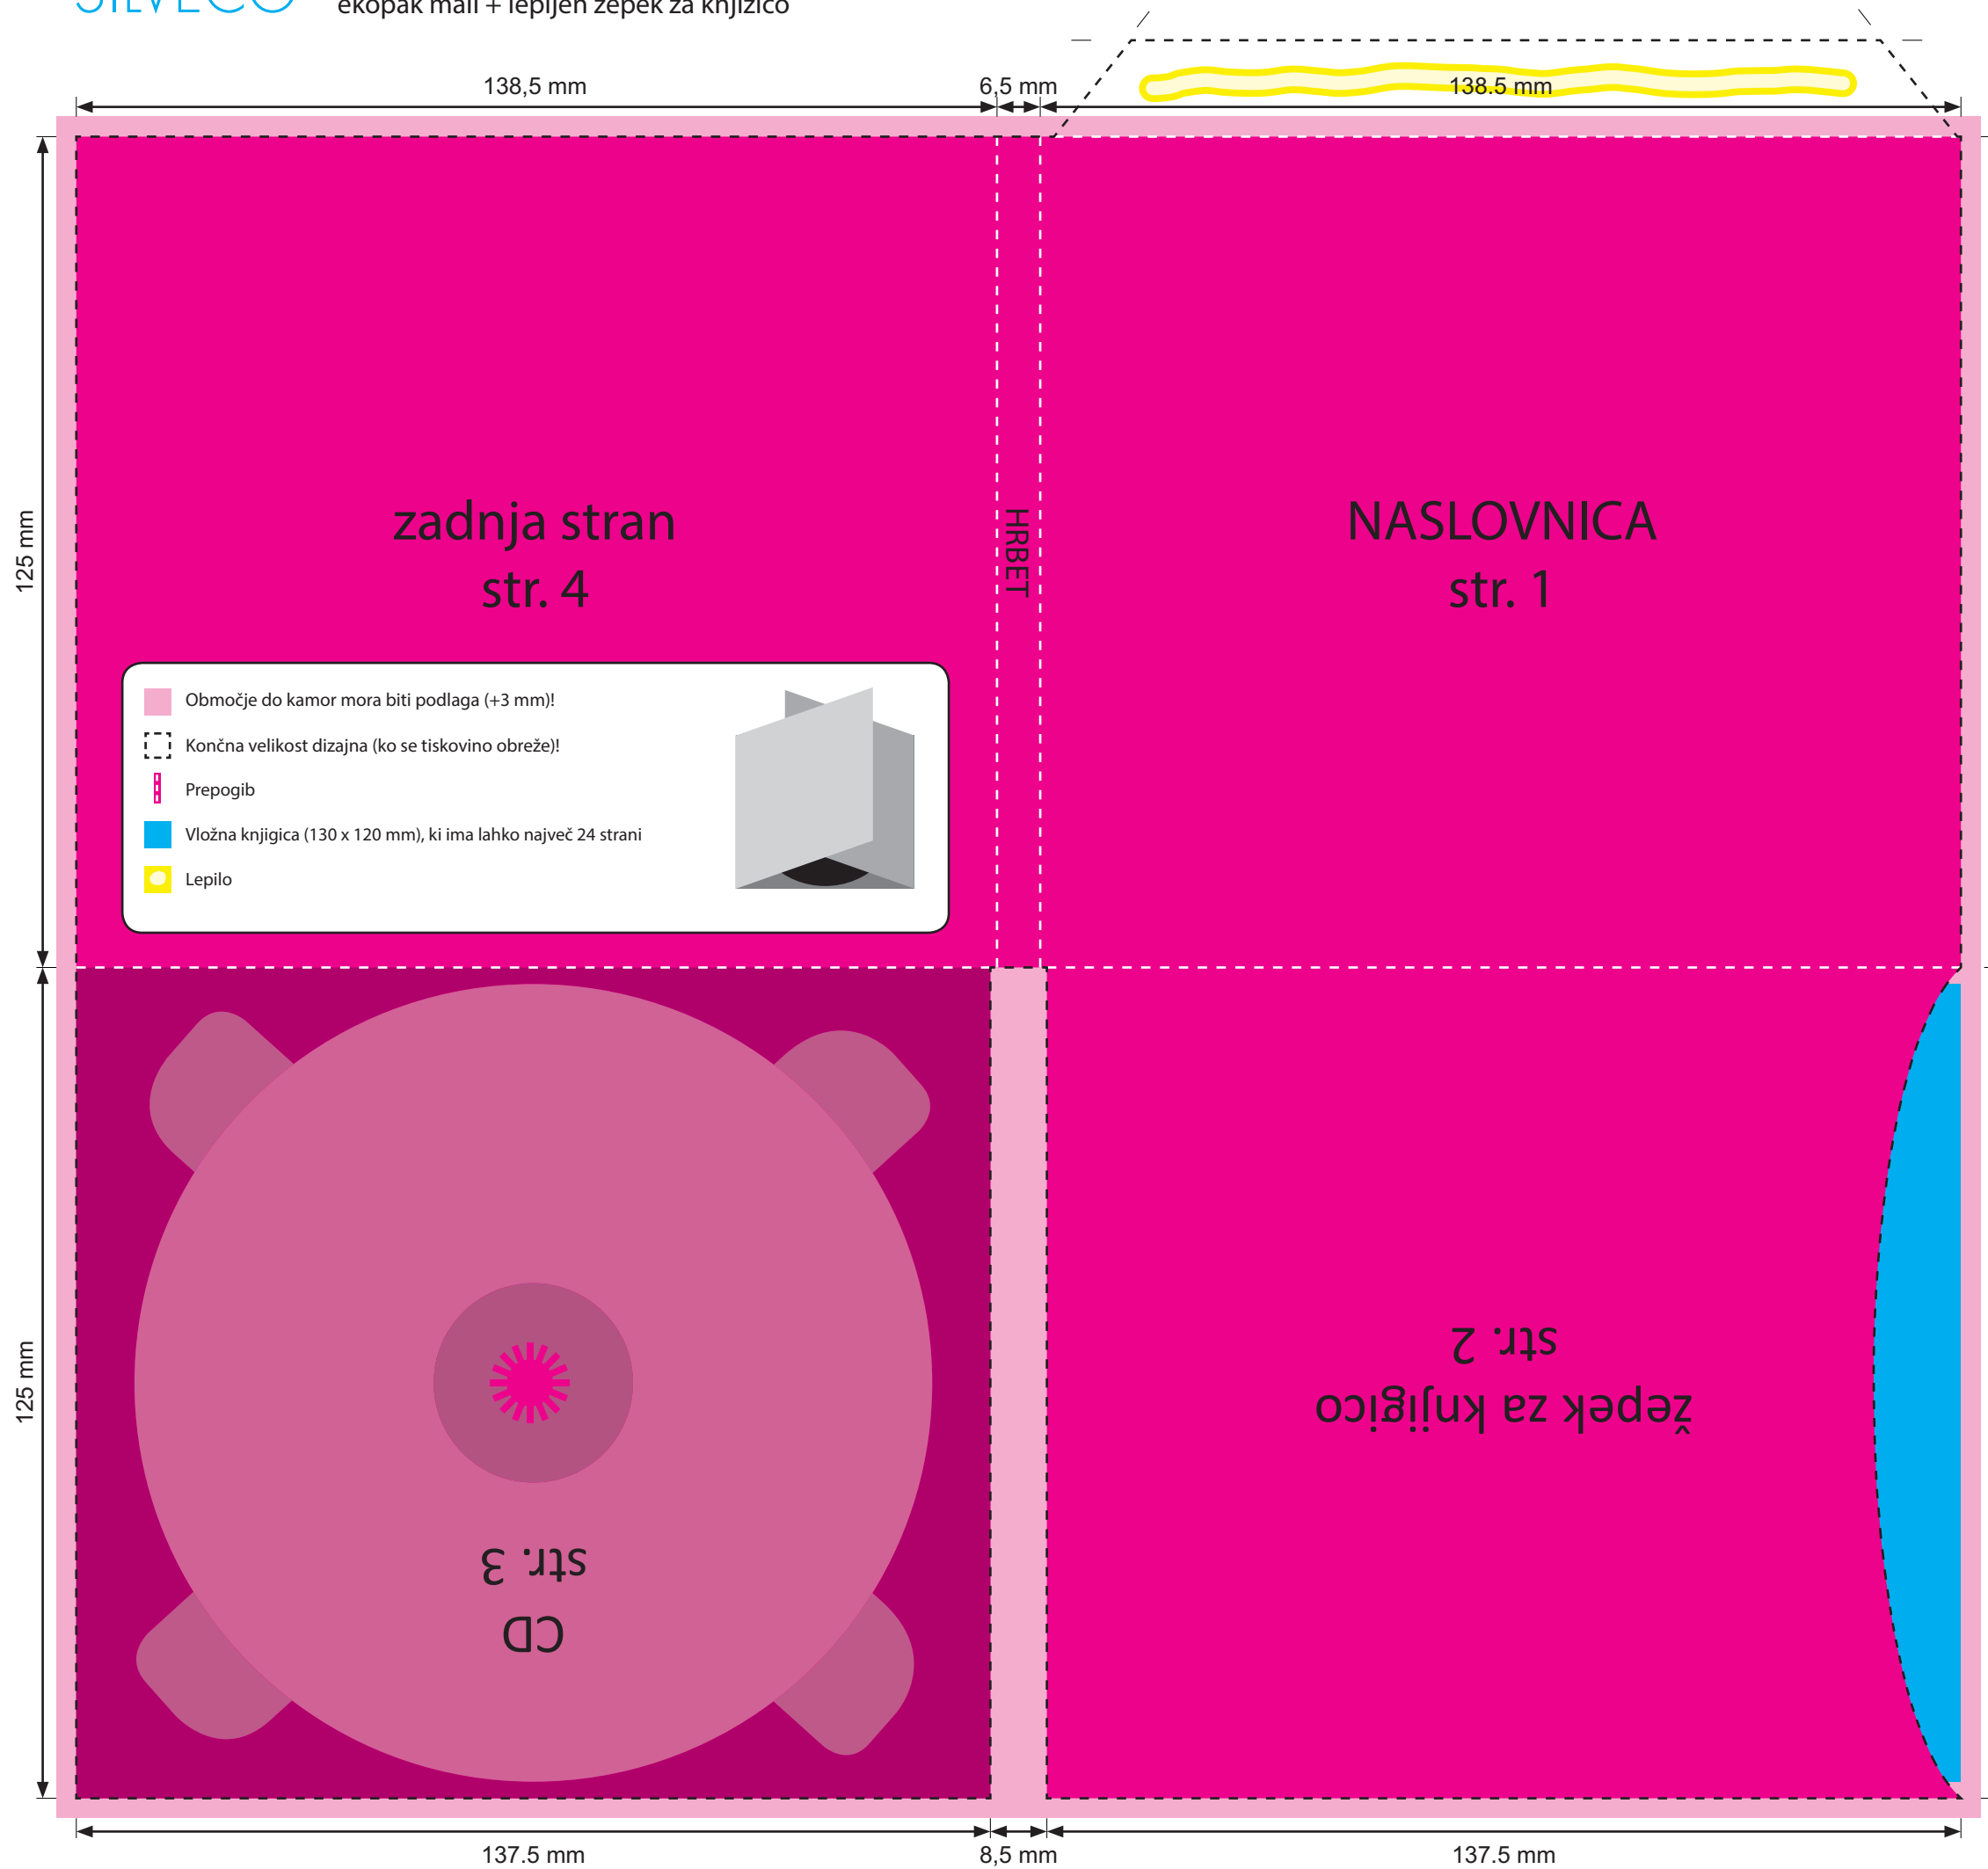 SILVECO
ekopak mali + lepljen žepek za knjižico
138,5 mm
6,5 mm
138.5 mm
125 mm
zadnja stran
str. 4
HRBET
NASLOVNICA
str. 1
Območje do kamor mora biti podlaga (+3 mm)!
Končna velikost dizajna (ko se tiskovino obreže)!
Prepogib
Vložna knjigica (130 x 120 mm), ki ima lahko največ 24 strani
Lepilo
125 mm
CD
str. 3
žepek za knjigico
str. 2
137.5 mm
8,5 mm
137.5 mm